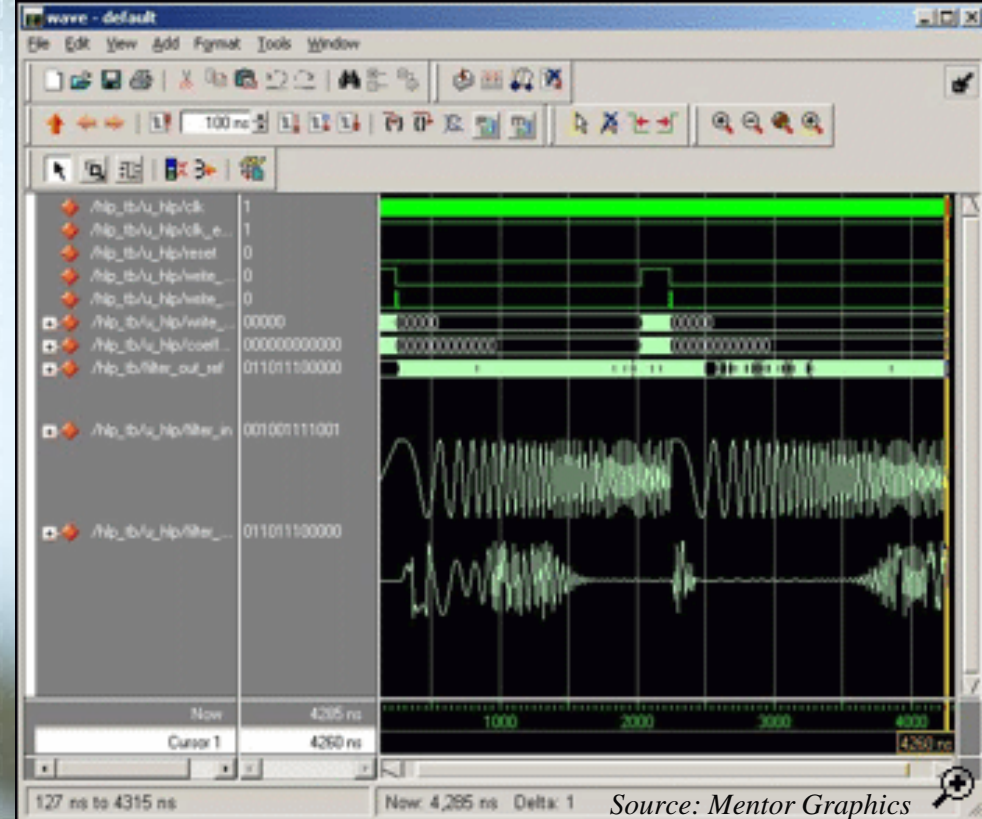 wave - default
File Edit View Add Format Tools Window
100 ns
/hlp_tb/u_hlp/clk 1
/hlp_tb/u_hlp/clk_e... 1
/hlp_tb/u_hlp/reset 0
/hlp_tb/u_hlp/write_... 0
/hlp_tb/u_hlp/write_... 0
/hlp_tb/u_hlp/write_... 00000 00000 00000
/hlp_tb/u_hlp/coeff... 000000000000 000000000000 000000000000
/hlp_tb/filter_out_ref 011011100000
/hlp_tb/u_hlp/filter_in 001001111001
/hlp_tb/u_hlp/filter_... 011011100000
Now 4285 ns 1000 2000 3000 4000
Cursor 1 4260 ns 4260 ns
127 ns to 4315 ns Now: 4,285 ns Delta: 1 Source: Mentor Graphics